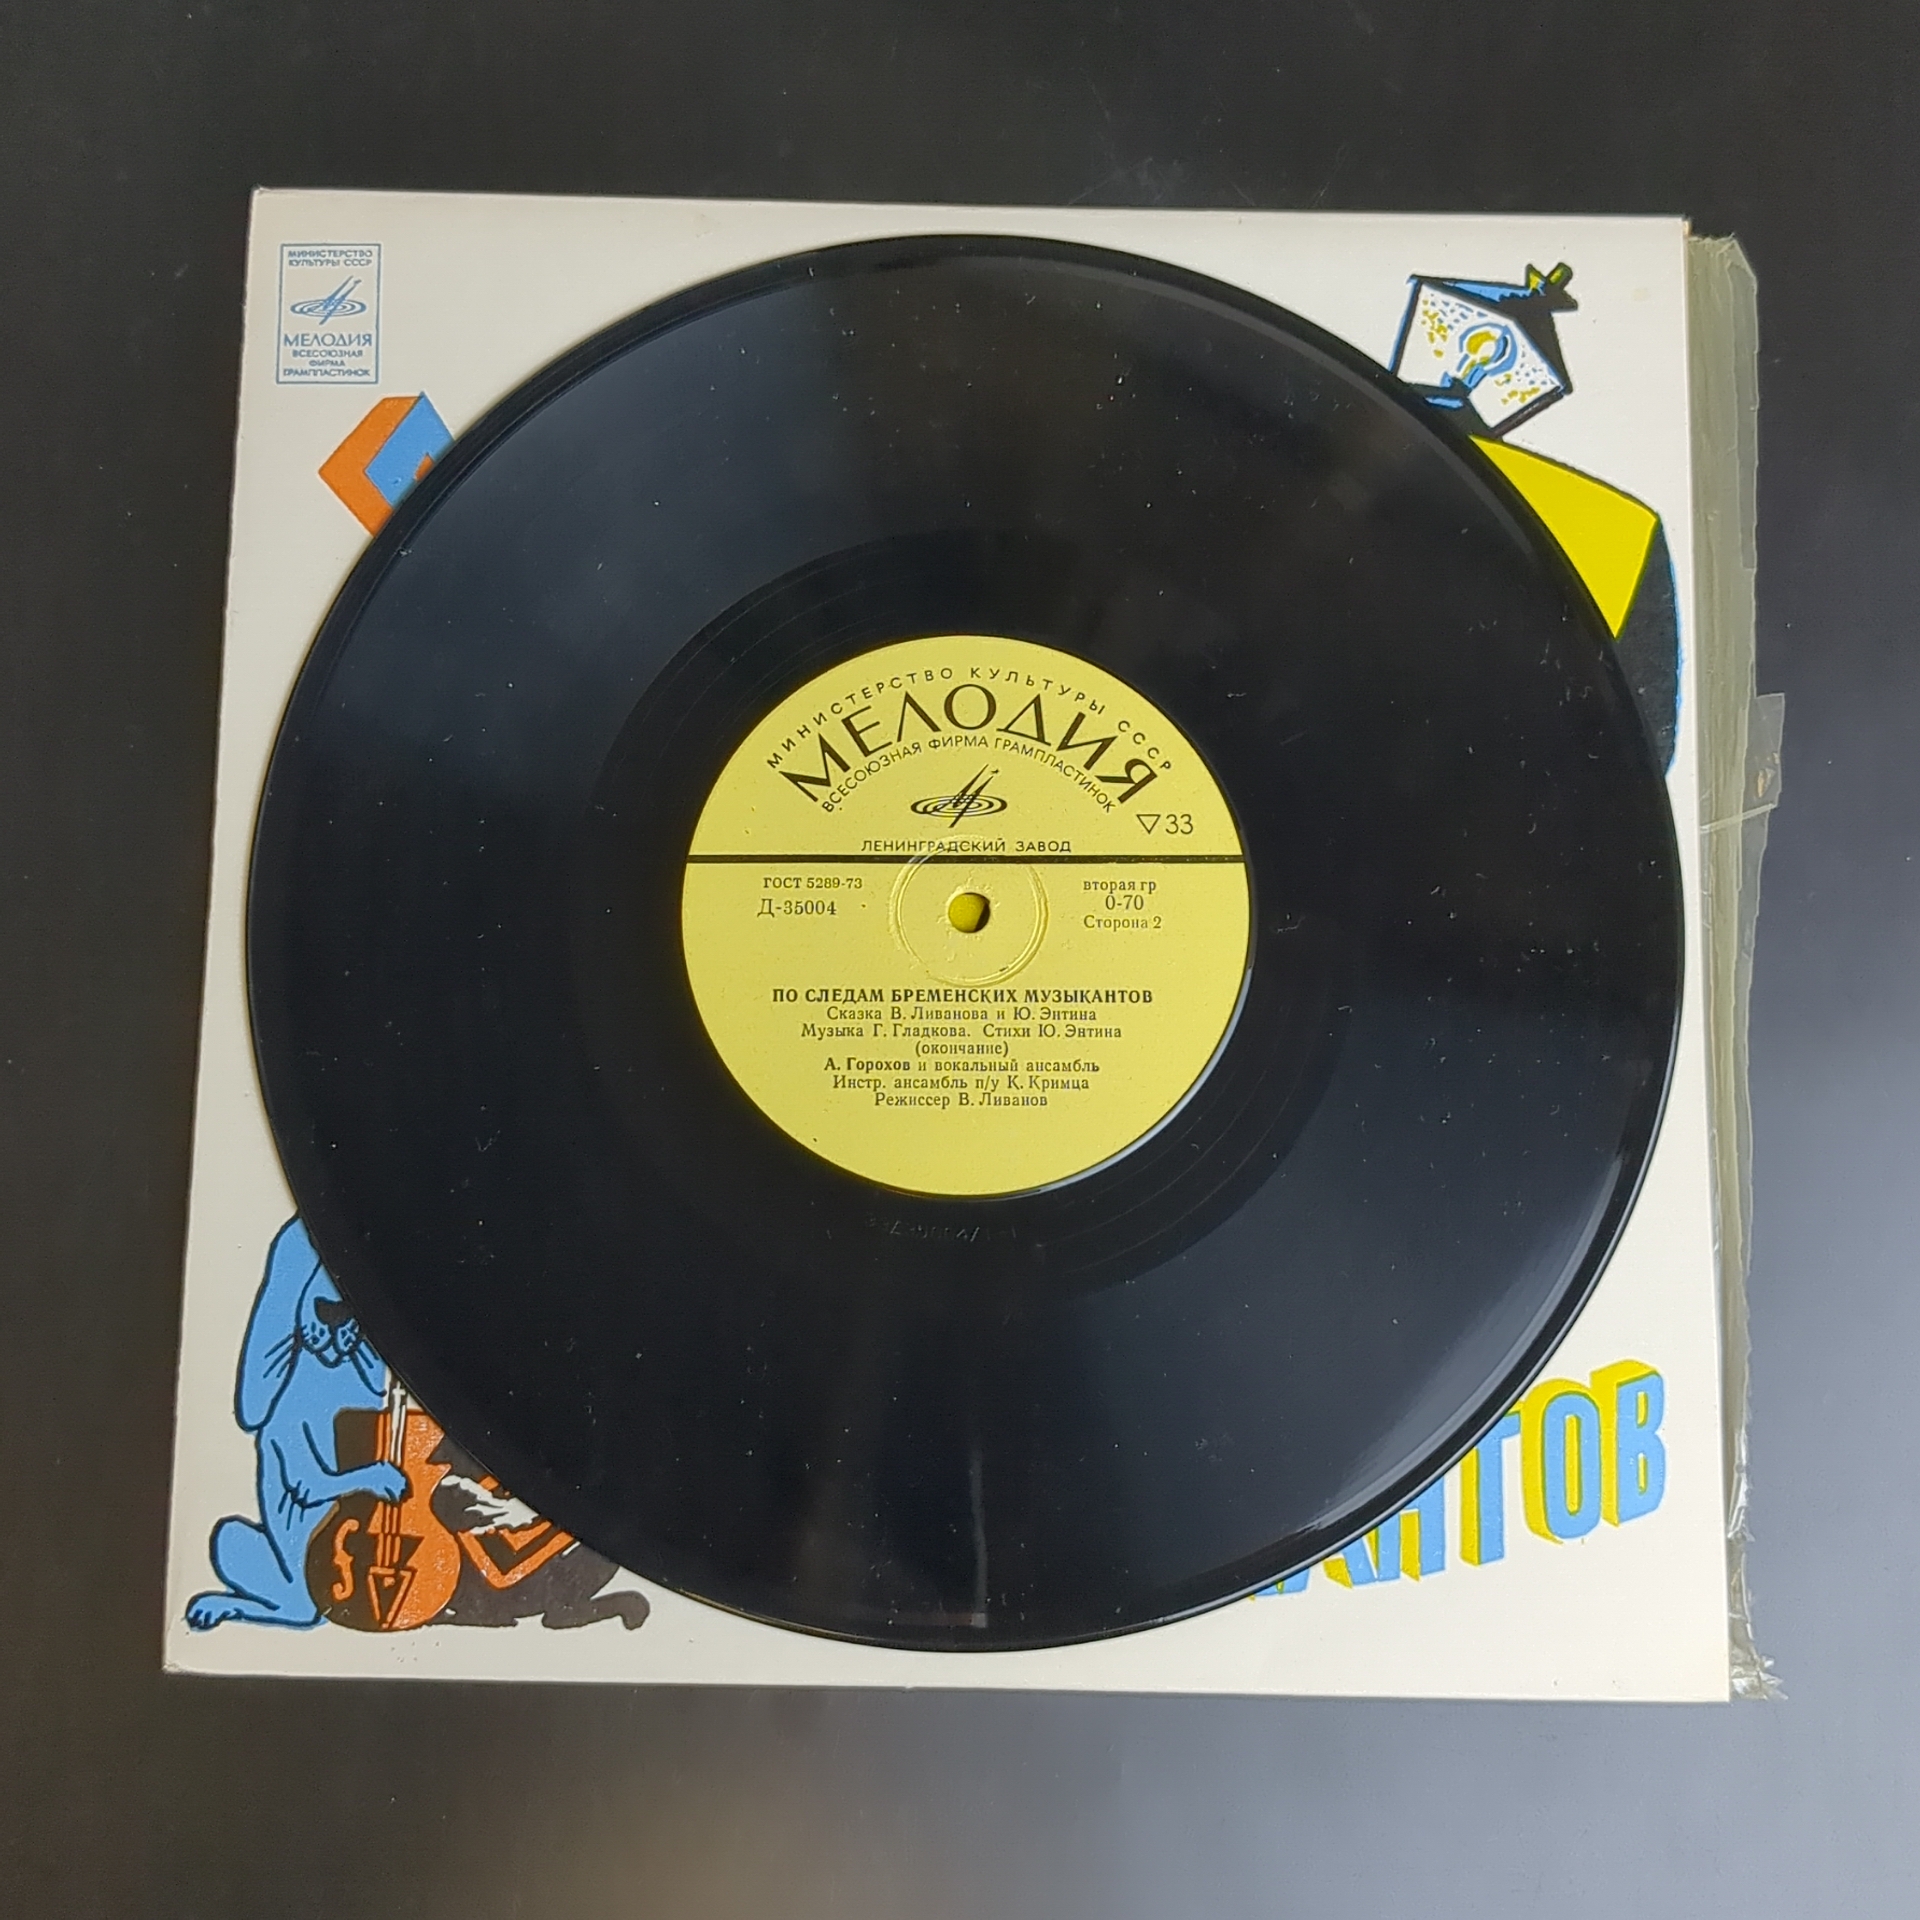 МИНИСТЕРСТВО
КУЛЬТУРЫ СССР
МЕЛОДИЯ
ВСЕСОЮЗНАЯ
ФИРМА
ГРАМПЛАСТИНОК
МИНИСТЕРСТВО КУЛЬТУРЫ СССР
МЕЛОДИЯ
ВСЕСОЮЗНАЯ ФИРМА ГРАМПЛАСТИНОК
▽33
ЛЕНИНГРАДСКИЙ ЗАВОД
ГОСТ 5289-73
Д-35004
вторая гр
0-70
Сторона 2
ПО СЛЕДАМ БРЕМЕНСКИХ МУЗЫКАНТОВ
Сказка В. Ливанова и Ю. Энтина
Музыка Г. Гладкова. Стихи Ю. Энтина
(окончание)
А. Горохов и вокальный ансамбль
Инстр. ансамбль п/у К. Кримца
Режиссер В. Ливанов
АНТОВ